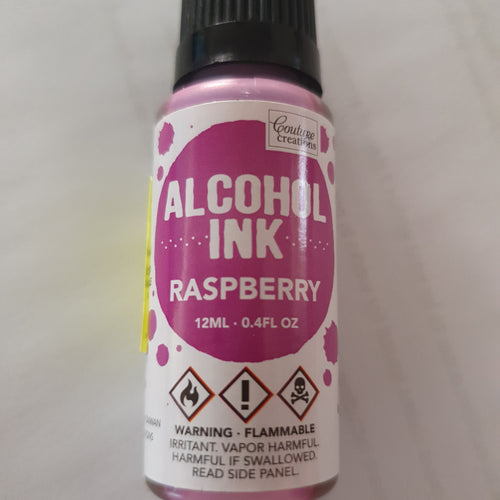 Couture
creations
ALCOHOL
INK
RASPBERRY
12ML · 0.4FL OZ
WARNING · FLAMMABLE
IRRITANT. VAPOR HARMFUL.
HARMFUL IF SWALLOWED.
READ SIDE PANEL.